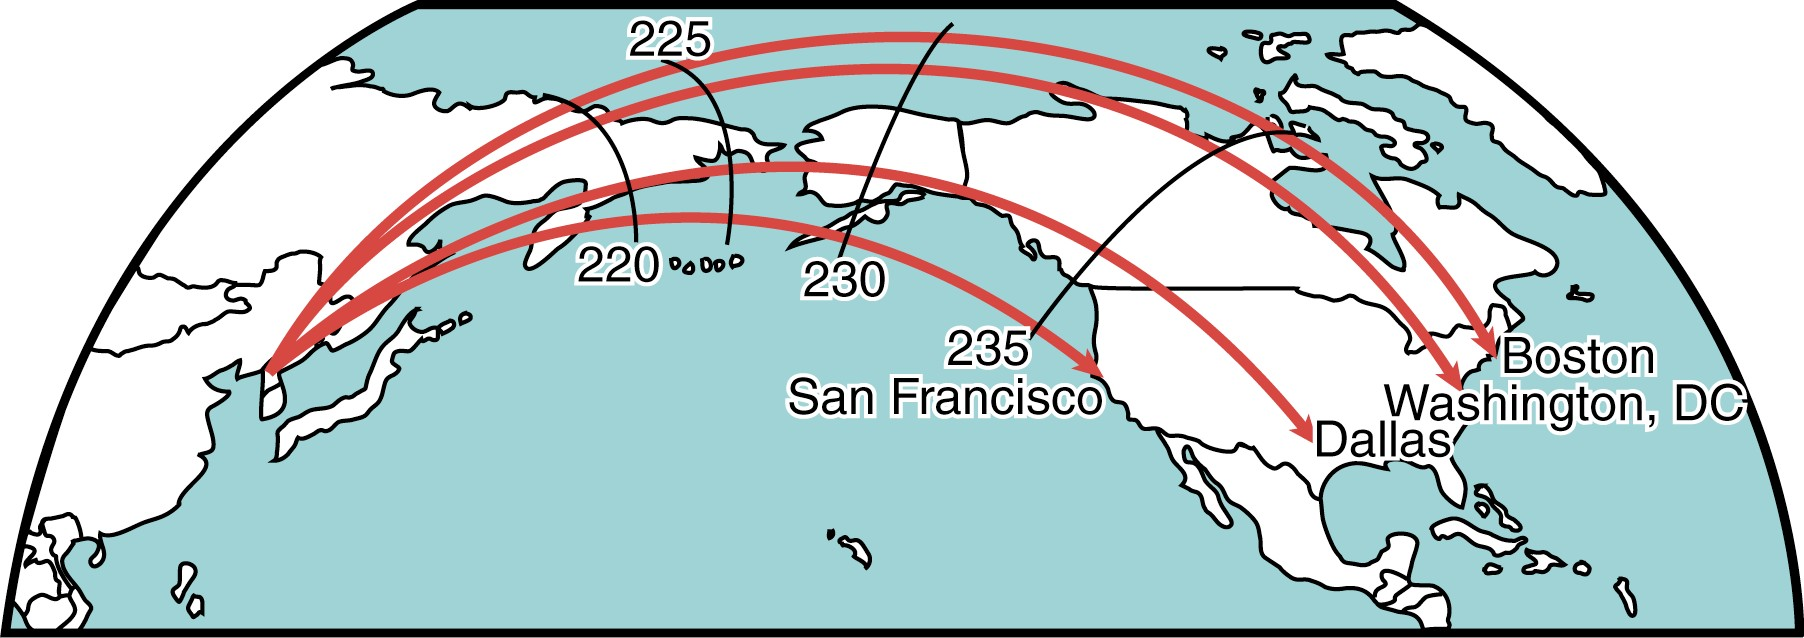 225
220
230
235
San Francisco
Boston
Washington, DC
Dallas